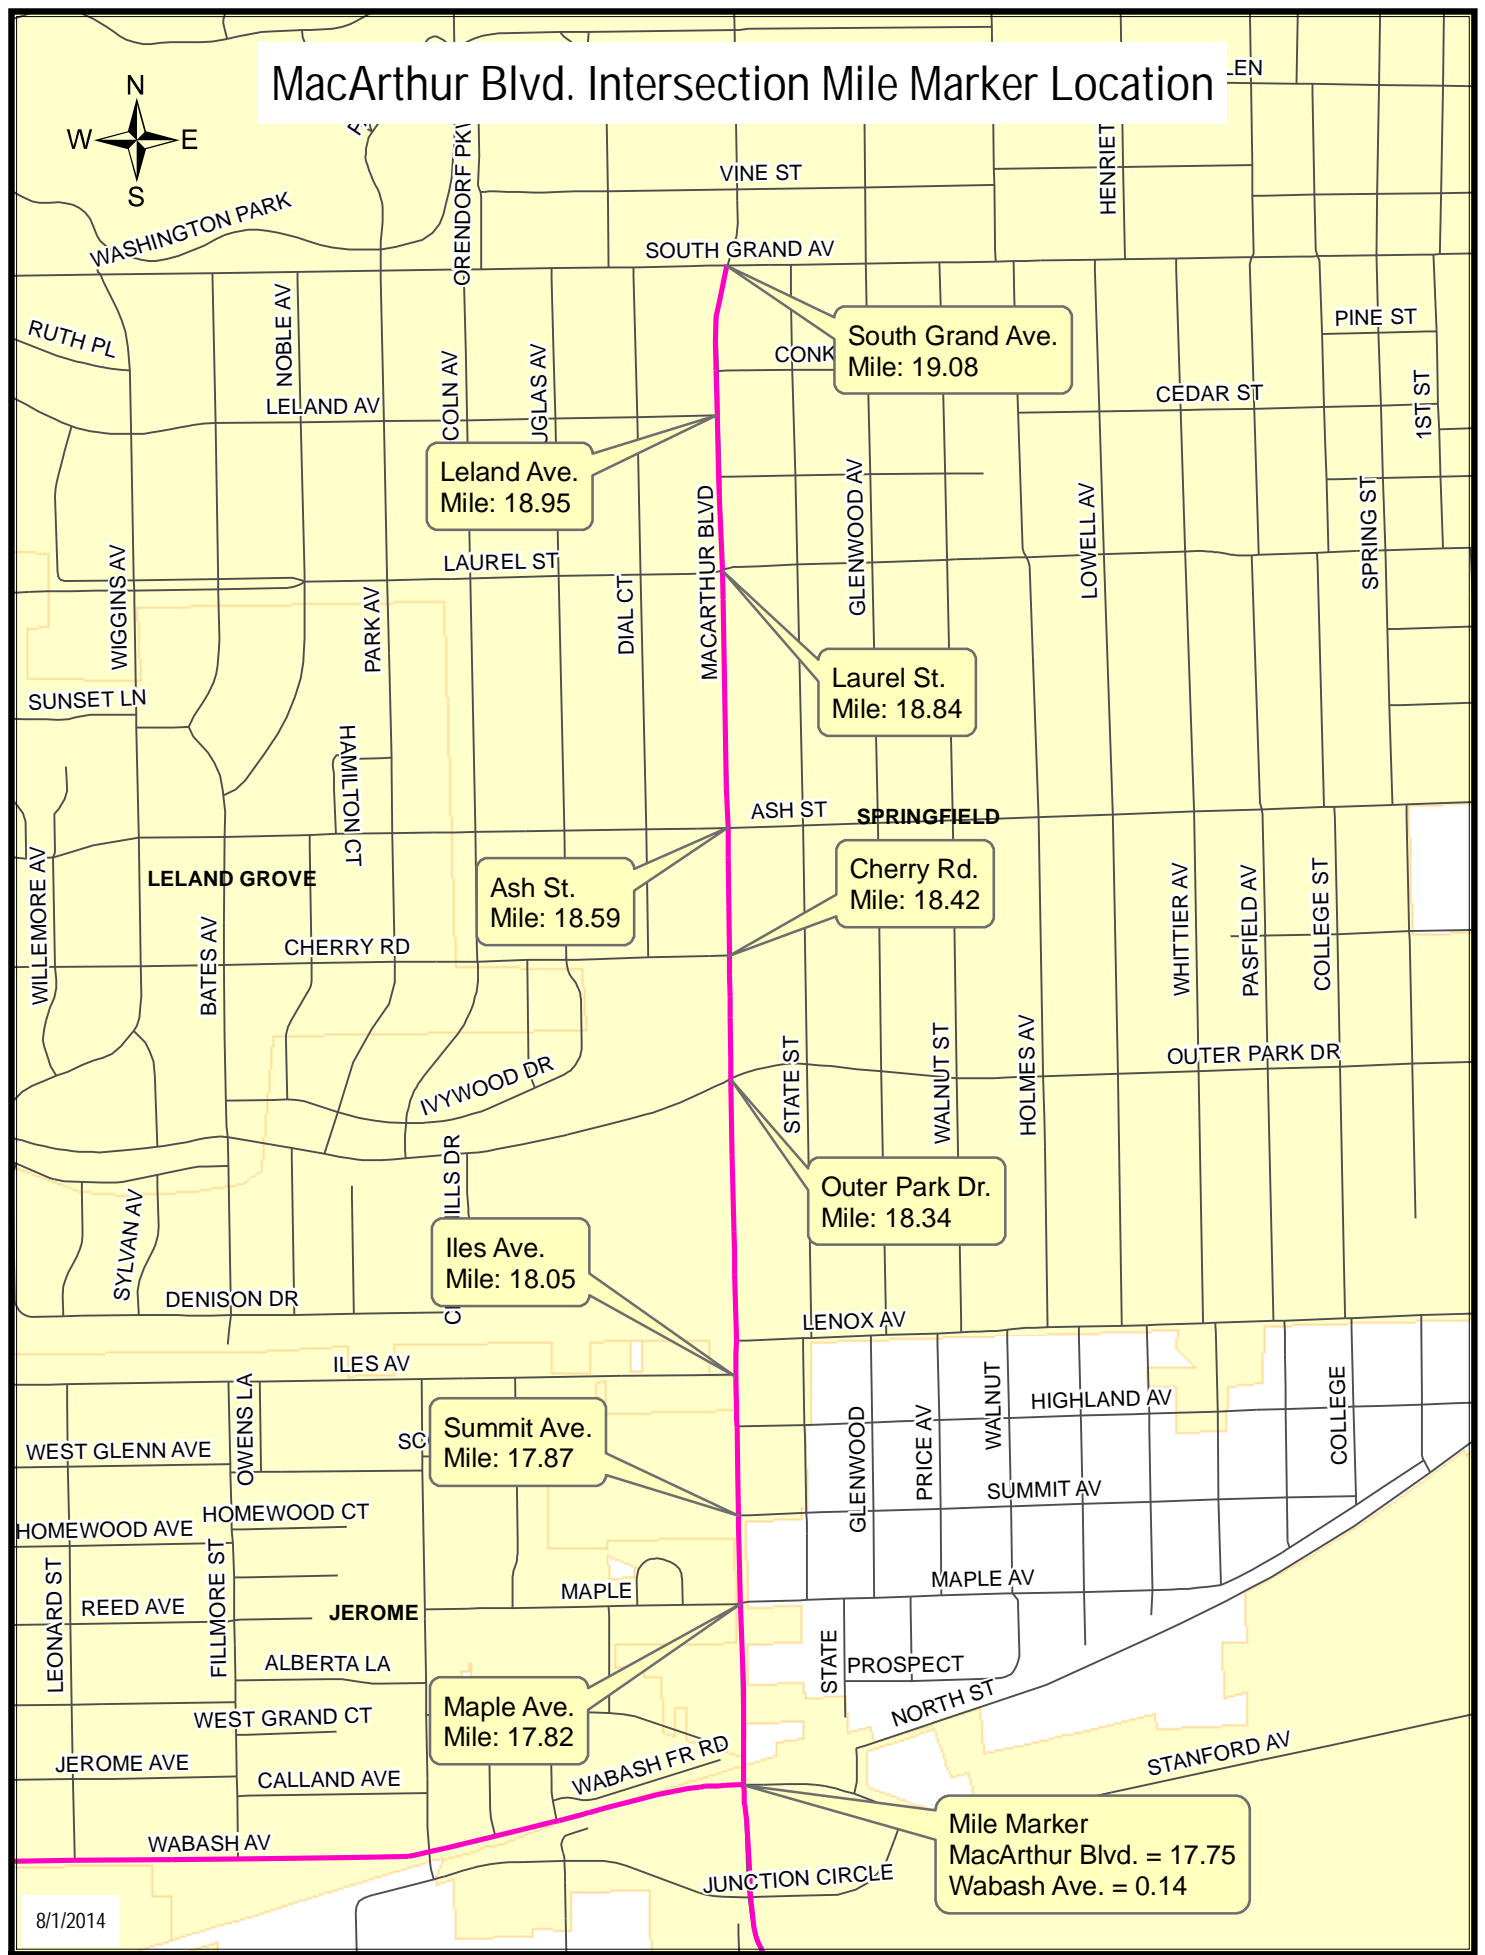 MacArthur Blvd. Intersection Mile Marker Location
N
W E
S
LEN
HENRIET
ORENDORF PKW
VINE ST
WASHINGTON PARK
SOUTH GRAND AV
NOBLE AV
RUTH PL
COLN AV
UGLAS AV
CONK
South Grand Ave.
Mile: 19.08
PINE ST
CEDAR ST
1ST ST
LELAND AV
Leland Ave.
Mile: 18.95
MACARTHUR BLVD
GLENWOOD AV
LOWELL AV
SPRING ST
LAUREL ST
WIGGINS AV
PARK AV
DIAL CT
SUNSET LN
Laurel St.
Mile: 18.84
HAMILTON CT
ASH ST
SPRINGFIELD
WILLEMORE AV
LELAND GROVE
Ash St.
Mile: 18.59
Cherry Rd.
Mile: 18.42
WHITTIER AV
PASFIELD AV
COLLEGE ST
BATES AV
CHERRY RD
IVYWOOD DR
STATE ST
WALNUT ST
HOLMES AV
OUTER PARK DR
ILLS DR
Outer Park Dr.
Mile: 18.34
SYLVAN AV
Iles Ave.
Mile: 18.05
DENISON DR
LENOX AV
ILES AV
OWENS LA
WALNUT
HIGHLAND AV
COLLEGE
GLENWOOD
PRICE AV
Summit Ave.
Mile: 17.87
SC
WEST GLENN AVE
SUMMIT AV
HOMEWOOD CT
HOMEWOOD AVE
LEONARD ST
FILLMORE ST
MAPLE
MAPLE AV
REED AVE
JEROME
STATE
PROSPECT
ALBERTA LA
NORTH ST
Maple Ave.
Mile: 17.82
WEST GRAND CT
WABASH FR RD
STANFORD AV
JEROME AVE
CALLAND AVE
WABASH AV
Mile Marker
MacArthur Blvd. = 17.75
Wabash Ave. = 0.14
JUNCTION CIRCLE
8/1/2014